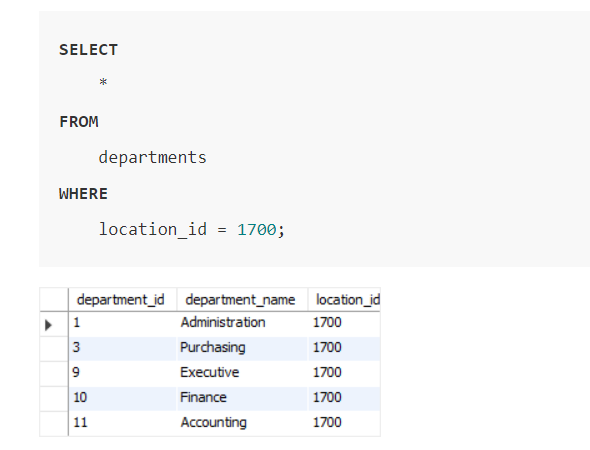 SELECT
*
FROM
departments
WHERE
location_id = 1700;
department_id department_name location_id
1 Administration 1700
3 Purchasing 1700
9 Executive 1700
10 Finance 1700
11 Accounting 1700